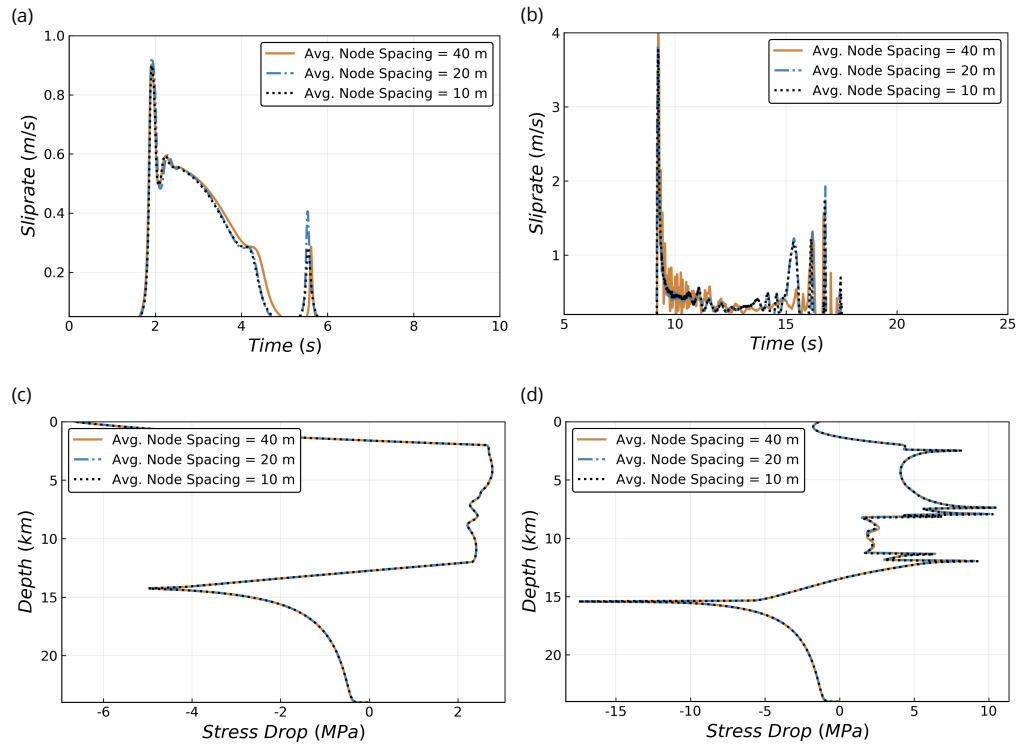 (a)
1.0
0.8
0.6
0.4
0.2
0
2
4
6
8
10
Sliprate (m/s)
Time (s)
Avg. Node Spacing = 40 m
Avg. Node Spacing = 20 m
Avg. Node Spacing = 10 m
(b)
4
3
2
1
5
10
15
20
25
Sliprate (m/s)
Time (s)
Avg. Node Spacing = 40 m
Avg. Node Spacing = 20 m
Avg. Node Spacing = 10 m
(c)
0
5
10
15
20
-6
-4
-2
0
2
Depth (km)
Stress Drop (MPa)
Avg. Node Spacing = 40 m
Avg. Node Spacing = 20 m
Avg. Node Spacing = 10 m
(d)
0
5
10
15
20
-15
-10
-5
0
5
10
Depth (km)
Stress Drop (MPa)
Avg. Node Spacing = 40 m
Avg. Node Spacing = 20 m
Avg. Node Spacing = 10 m